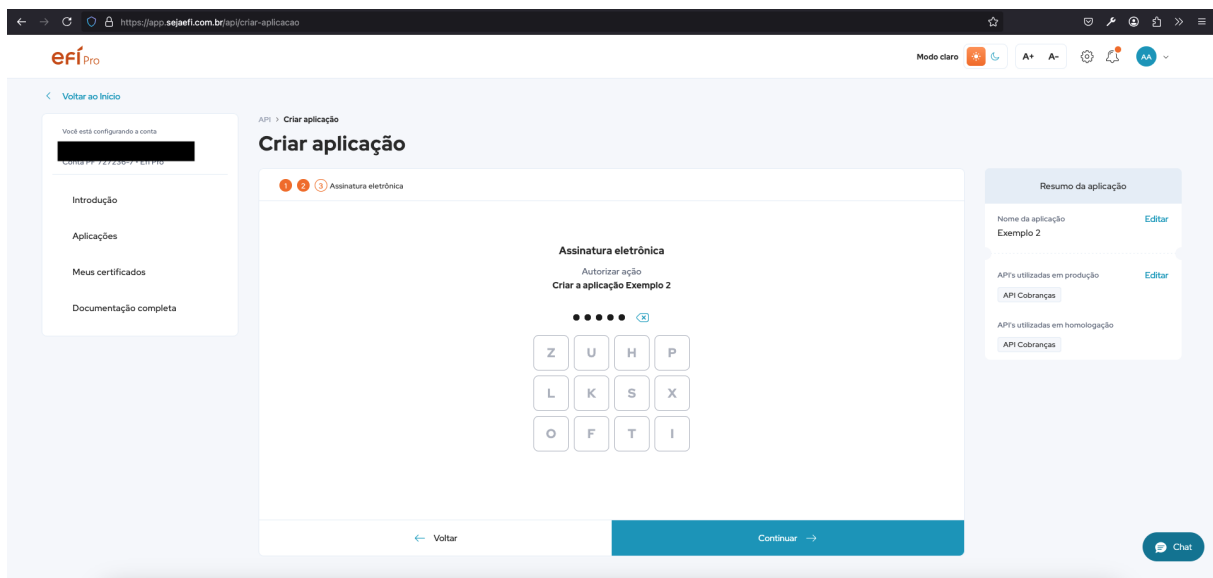 https://app.sejaefi.com.br/api/criar-aplicacao
efí Pro
Modo claro
A+ A-
AA
Voltar ao Início
Você está configurando a conta
Introdução
Aplicações
Meus certificados
Documentação completa
API > Criar aplicação
Criar aplicação
1 2 3 Assinatura eletrônica
Assinatura eletrônica
Autorizar ação
Criar a aplicação Exemplo 2
Z U H P
L K S X
O F T I
← Voltar
Continuar →
Resumo da aplicação
Nome da aplicação Editar
Exemplo 2
API's utilizadas em produção Editar
API Cobranças
API's utilizadas em homologação
API Cobranças
Chat